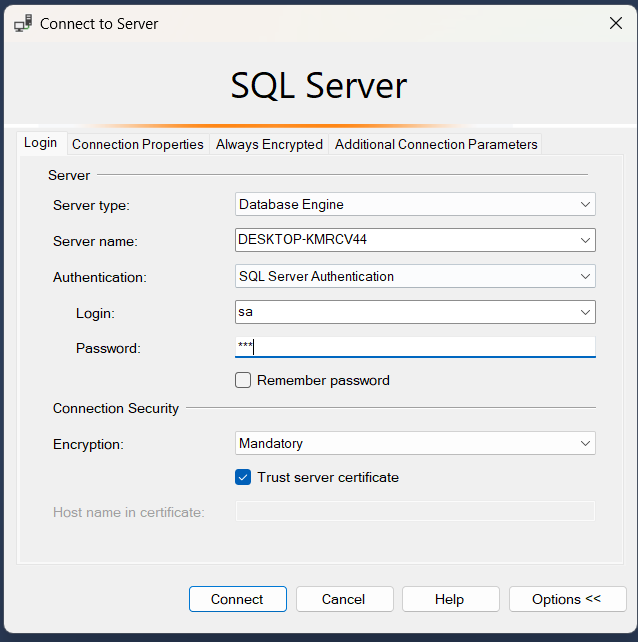 Connect to Server
SQL Server
Login Connection Properties Always Encrypted Additional Connection Parameters
Server
Server type: Database Engine
Server name: DESKTOP-KMRCV44
Authentication: SQL Server Authentication
Login: sa
Password: ***
Remember password
Connection Security
Encryption: Mandatory
Trust server certificate
Host name in certificate:
Connect Cancel Help Options <<